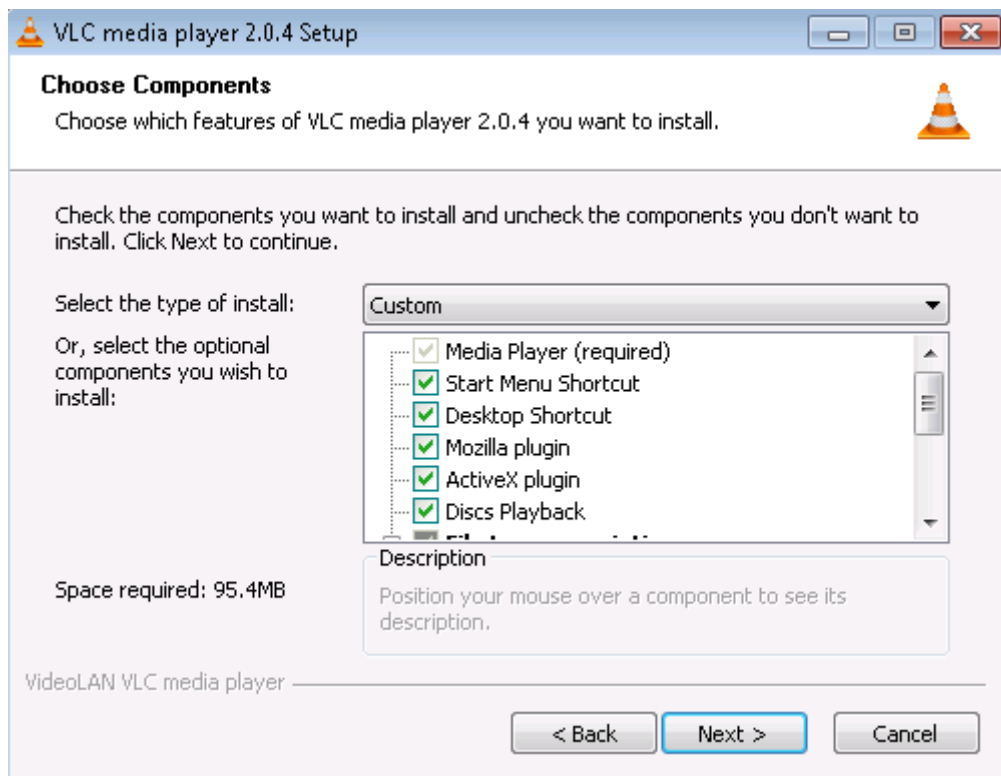 VLC media player 2.0.4 Setup
Choose Components
Choose which features of VLC media player 2.0.4 you want to install.
Check the components you want to install and uncheck the components you don't want to
install. Click Next to continue.
Select the type of install:
Custom
Or, select the optional
components you wish to
install:
Media Player (required)
Start Menu Shortcut
Desktop Shortcut
Mozilla plugin
ActiveX plugin
Discs Playback
Space required: 95.4MB
Description
Position your mouse over a component to see its
description.
VideoLAN VLC media player
< Back
Next >
Cancel